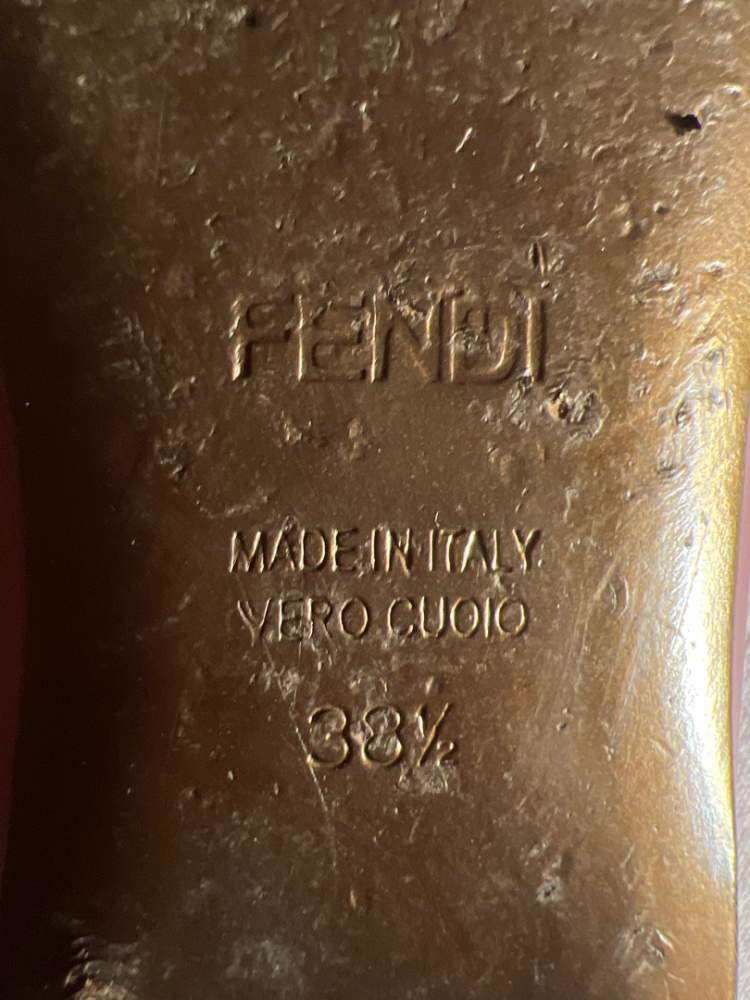 FENDI
MADE IN ITALY
VERO CUOIO
38½